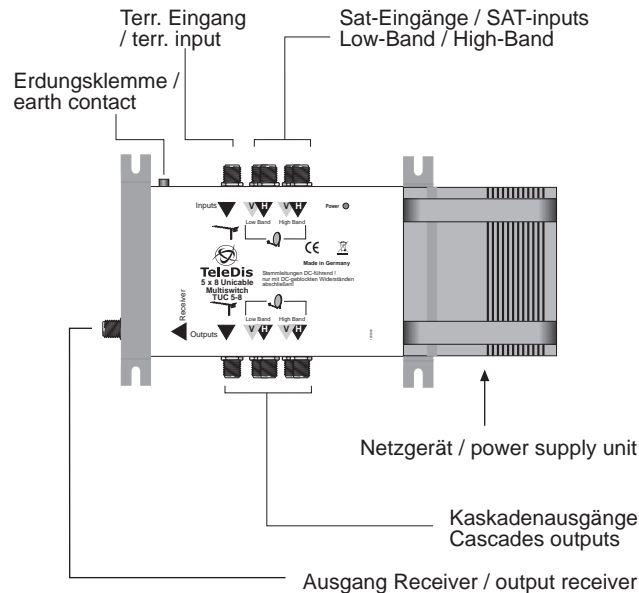 Terr. Eingang
/ terr. input
Sat-Eingänge / SAT-inputs
Low-Band / High-Band
Erdungsklemme /
earth contact
Inputs
V H V H
Power
Low Band High Band
CE
Made in Germany
TeleDis
5 x 8 Unicable
Multiswitch
TUC 5-8
Stammleitungen DC-führend !
nur mit DC-geblockten Widerständen
abschließen!
Receiver
Low Band High Band
Outputs
V H V H
Netzgerät / power supply unit
Kaskadenausgänge
Cascades outputs
Ausgang Receiver / output receiver